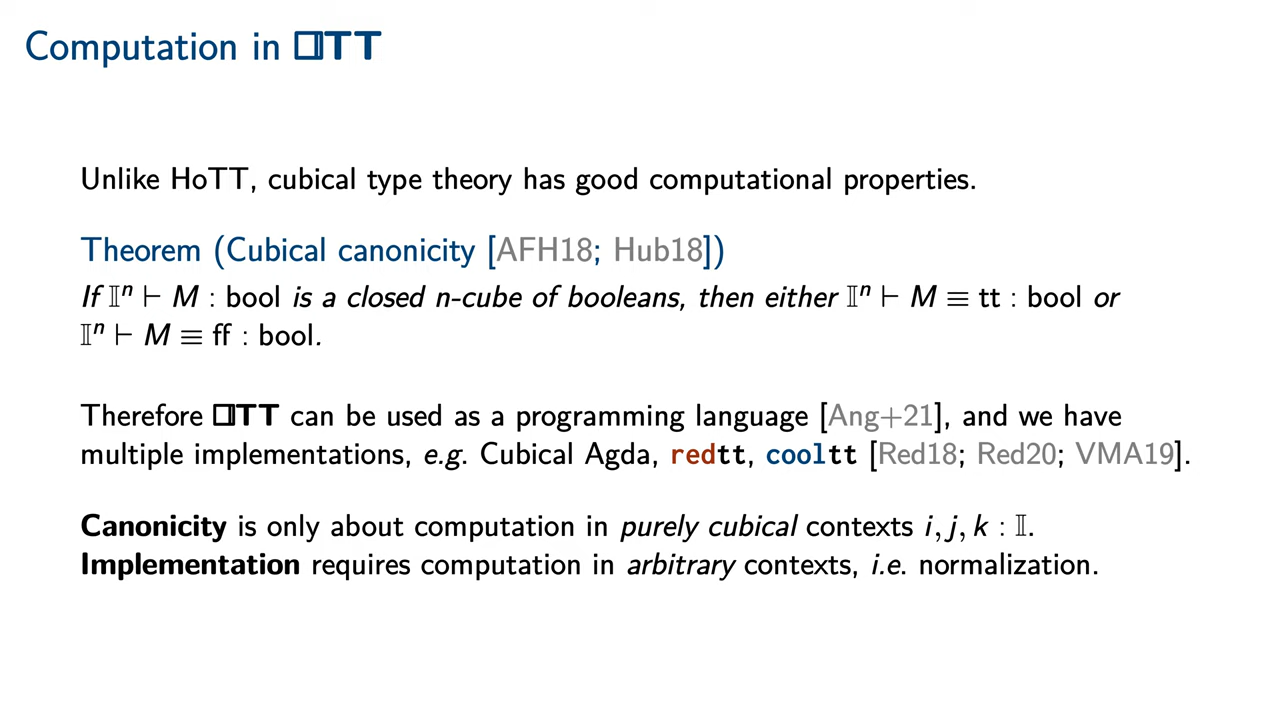 Computation in □TT
Unlike HoTT, cubical type theory has good computational properties.
Theorem (Cubical canonicity [AFH18; Hub18])
If 𝕀ⁿ ⊢ M : bool is a closed n-cube of booleans, then either 𝕀ⁿ ⊢ M ≡ tt : bool or
𝕀ⁿ ⊢ M ≡ ff : bool.
Therefore □TT can be used as a programming language [Ang+21], and we have
multiple implementations, e.g. Cubical Agda, redtt, cooltt [Red18; Red20; VMA19].
Canonicity is only about computation in purely cubical contexts i, j, k : 𝕀.
Implementation requires computation in arbitrary contexts, i.e. normalization.